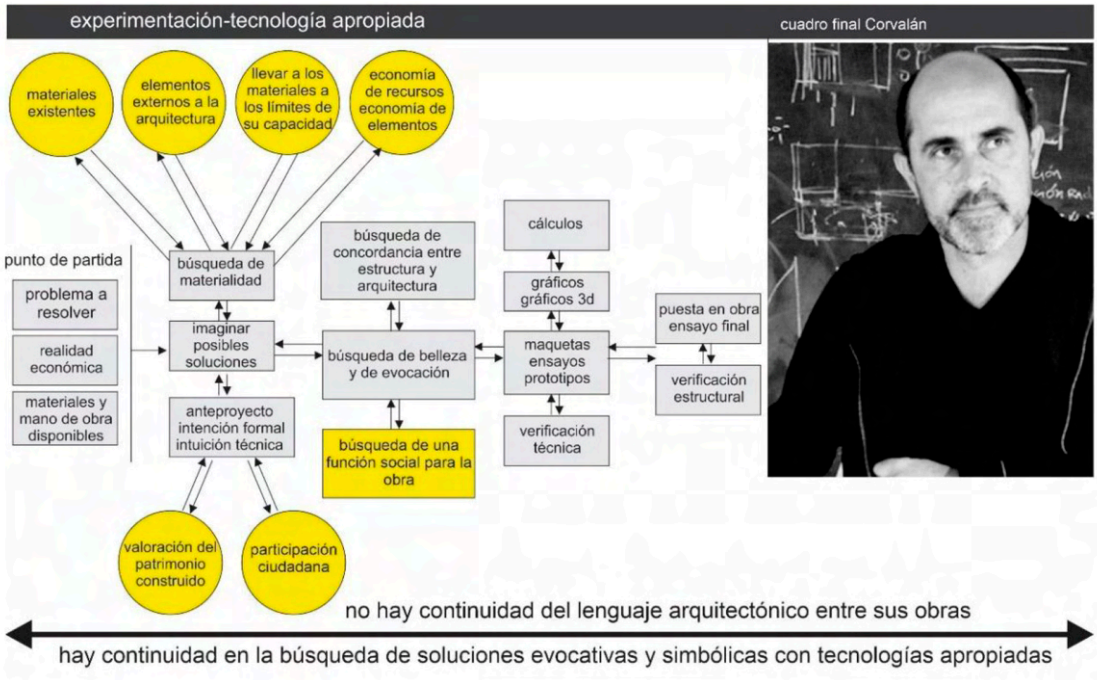 experimentación-tecnología apropiada
cuadro final Corvalán
materiales
existentes
elementos
externos a la
arquitectura
llevar a los
materiales a
los límites de
su capacidad
economía
de recursos
economía de
elementos
punto de partida
problema a
resolver
realidad
económica
materiales y
mano de obra
disponibles
búsqueda de
materialidad
imaginar
posibles
soluciones
anteproyecto
intención formal
intuición técnica
valoración del
patrimonio
construido
participación
ciudadana
búsqueda de
concordancia entre
estructura y
arquitectura
búsqueda de belleza
y de evocación
búsqueda de una
función social para la
obra
cálculos
gráficos
gráficos 3d
maquetas
ensayos
prototipos
verificación
técnica
puesta en obra
ensayo final
verificación
estructural
no hay continuidad del lenguaje arquitectónico entre sus obras
hay continuidad en la búsqueda de soluciones evocativas y simbólicas con tecnologías apropiadas